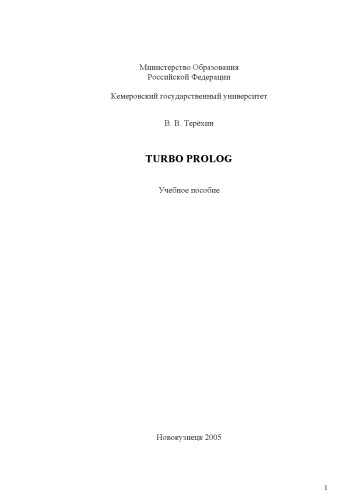 Министерство Образования
Российской Федерации
Кемеровский государственный университет
В. В. Терёхин
TURBO PROLOG
Учебное пособие
Новокузнецк 2005
1